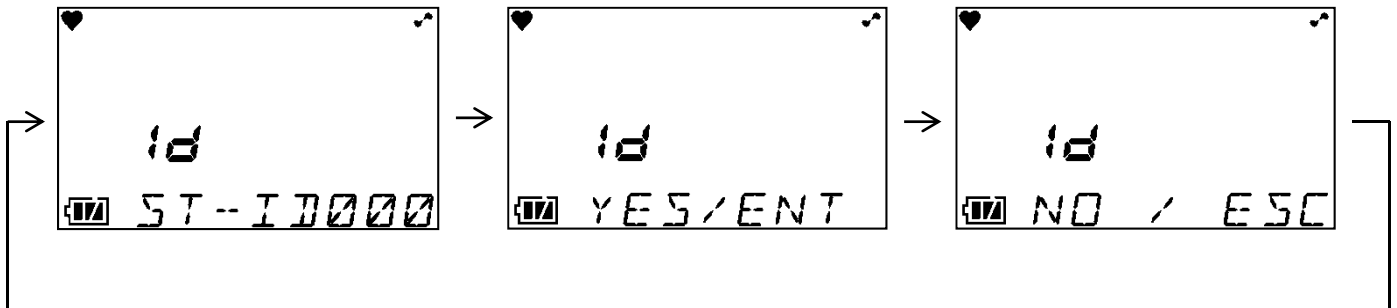 Id
ST-ID000
Id
YES/ENT
Id
NO / ESC